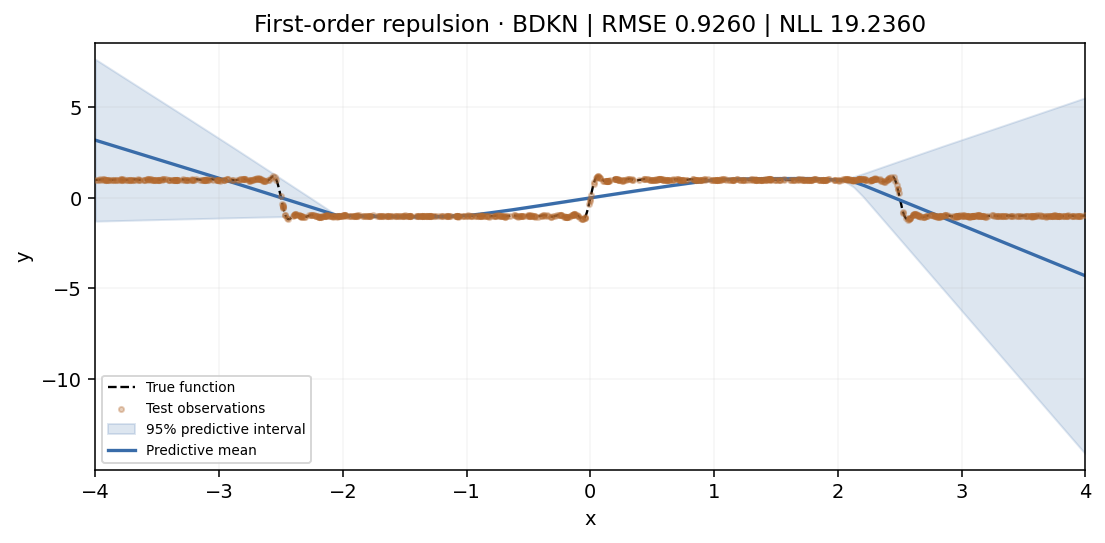 First-order repulsion · BDKN | RMSE 0.9260 | NLL 19.2360
5
0
−5
−10
y
True function
Test observations
95% predictive interval
Predictive mean
−4 −3 −2 −1 0 1 2 3 4
x